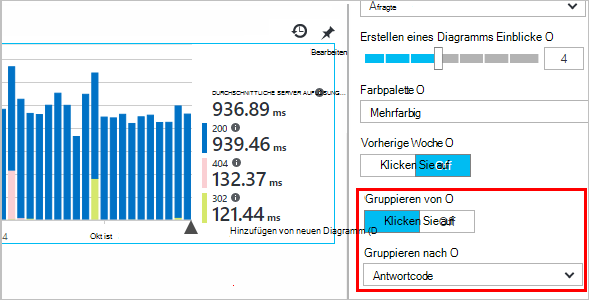 Bearbeiten
DURCHSCHNITTLICHE SERVER
936.89 ms
200
939.46 ms
404
132.37 ms
302
121.44 ms
4
Okt ist
Hinzufügen von neuen Diagramm (D
Afragte
Erstellen eines Diagramms Einblicke O
4
Farbpalette O
Mehrfarbig
Vorherige Woche O
Klicken Sie auf Off
Gruppieren von O
Klicken Sie auf Off
Gruppieren nach O
Antwortcode